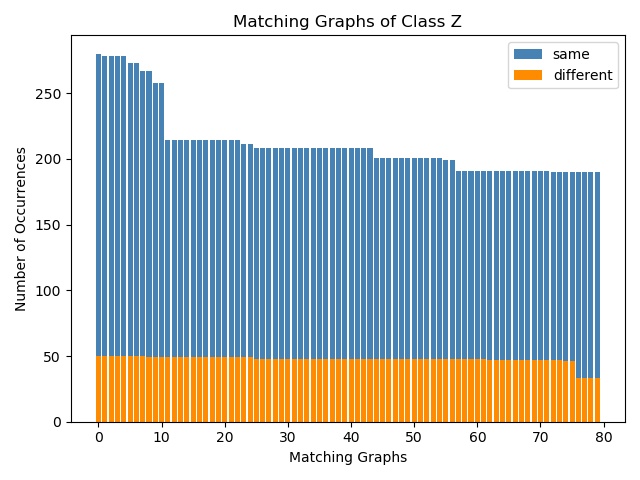 Matching Graphs of Class Z
same
different
Number of Occurrences
250
200
150
100
50
0
0 10 20 30 40 50 60 70 80
Matching Graphs